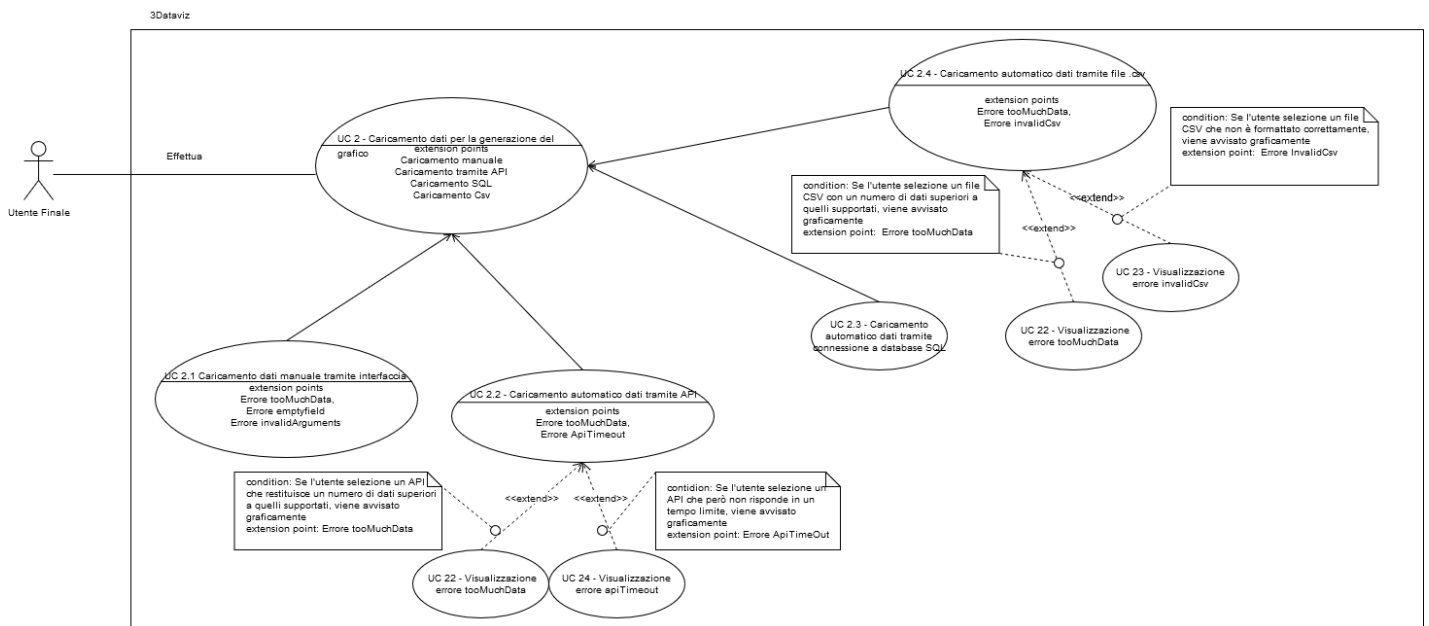 3Dataviz
Utente Finale
Effettua
UC 2 - Caricamento dati per la generazione del
grafico
extension points
Caricamento manuale
Caricamento tramite API
Caricamento SQL
Caricamento Csv
UC 2.4 - Caricamento automatico dati tramite file .csv
extension points
Errore tooMuchData,
Errore invalidCsv
condition: Se l'utente selezione un file
CSV che non è formattato correttamente,
viene avvisato graficamente
extension point: Errore InvalidCsv
condition: Se l'utente selezione un file
CSV con un numero di dati superiori a
quelli supportati, viene avvisato
graficamente
extension point: Errore tooMuchData
<<extend>>
<<extend>>
UC 23 - Visualizzazione
errore invalidCsv
UC 22 - Visualizzazione
errore tooMuchData
UC 2.3 - Caricamento
automatico dati tramite
connessione a database SQL
UC 2.1 Caricamento dati manuale tramite interfaccia
extension points
Errore tooMuchData,
Errore emptyfield
Errore invalidArguments
UC 2.2 - Caricamento automatico dati tramite API
extension points
Errore tooMuchData,
Errore ApiTimeout
condition: Se l'utente selezione un API
che restituisce un numero di dati superiori
a quelli supportati, viene avvisato
graficamente
extension point: Errore tooMuchData
<<extend>>
<<extend>>
contidion: Se l'utente selezione un
API che però non risponde in un
tempo limite, viene avvisato
graficamente
extension point: Errore ApiTimeOut
UC 22 - Visualizzazione
errore tooMuchData
UC 24 - Visualizzazione
errore apiTimeout